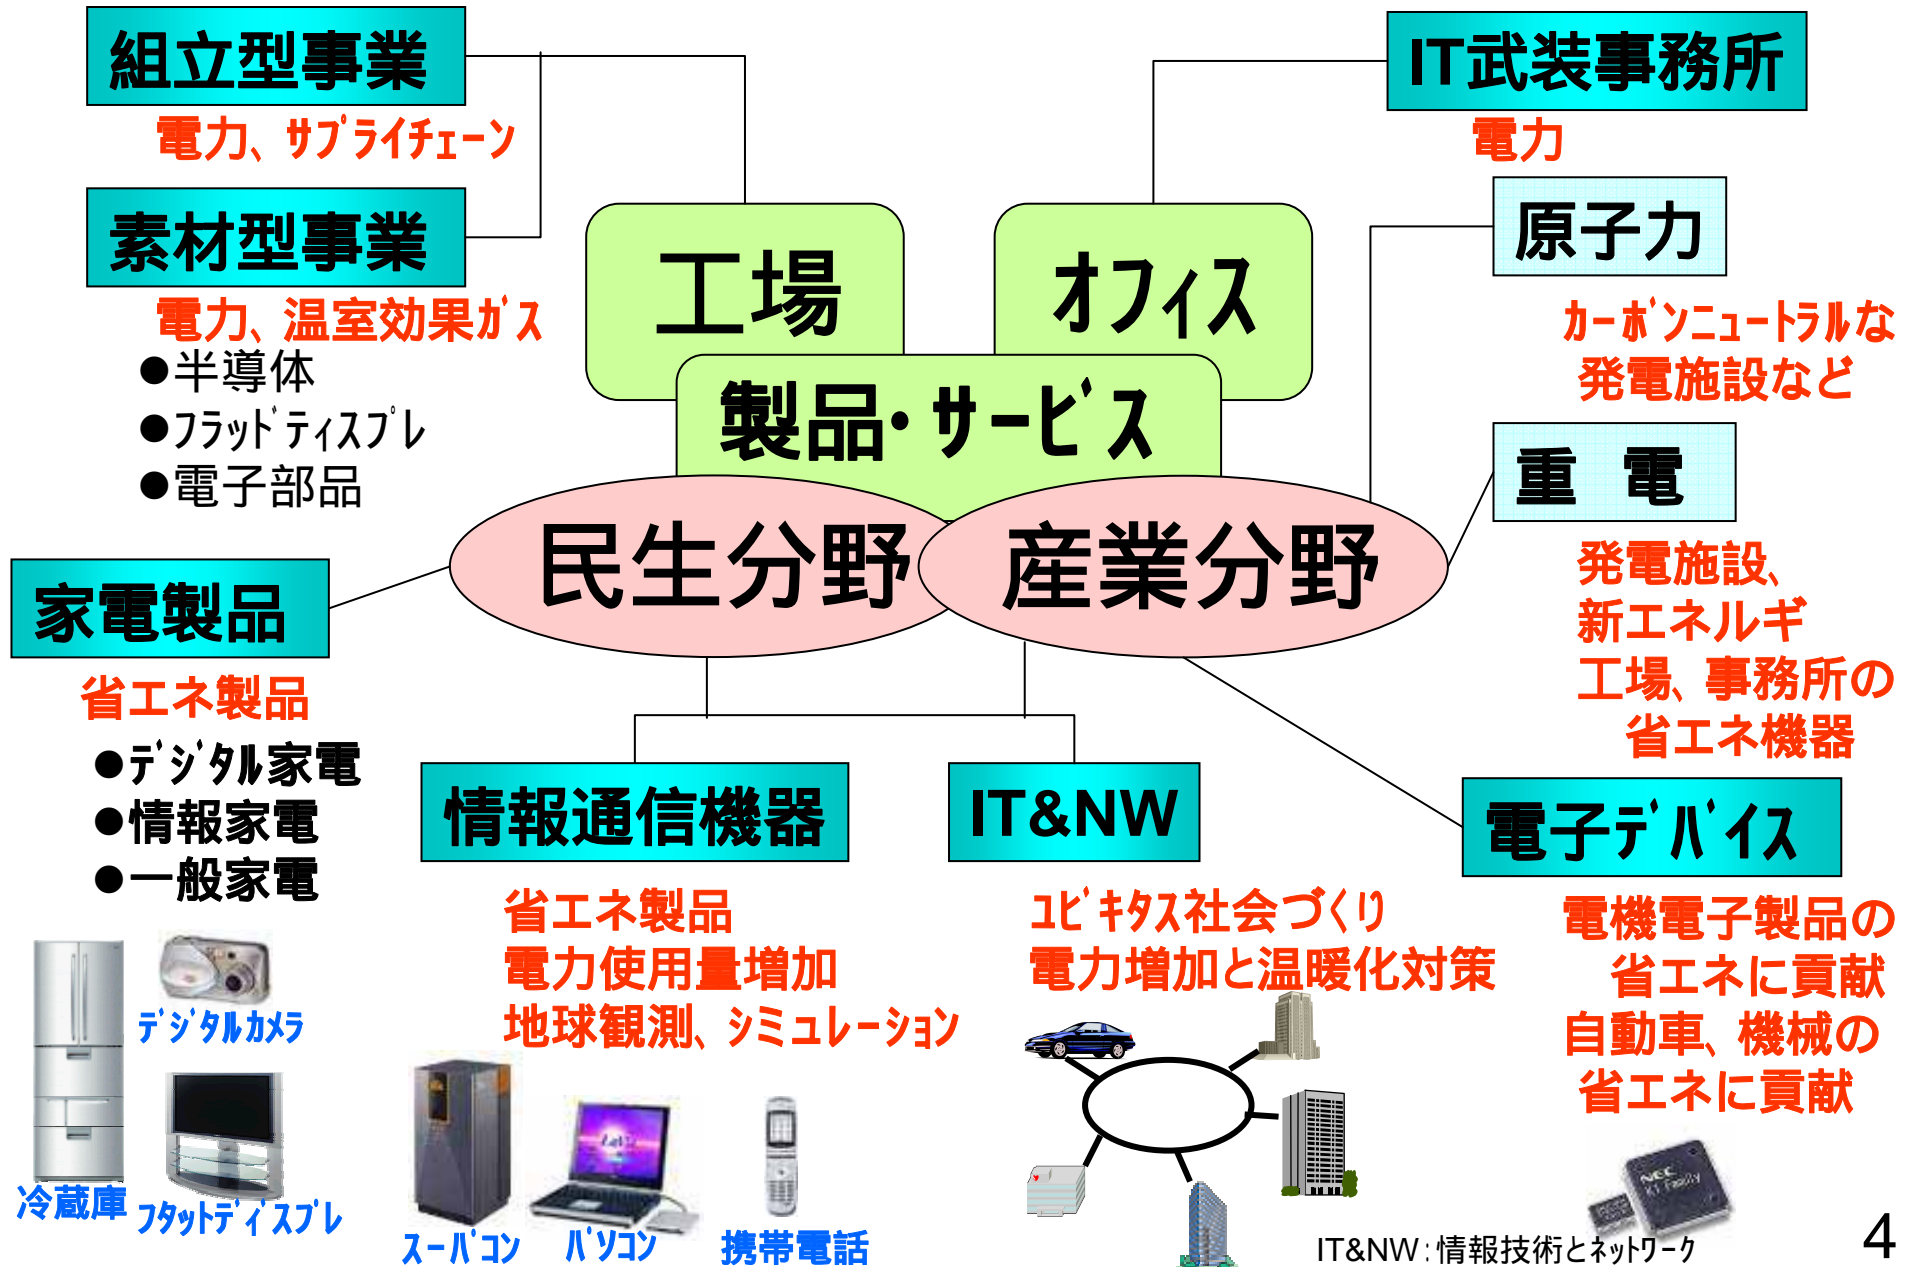 組立型事業
電力、ｻﾌﾟﾗｲﾁｪｰﾝ
素材型事業
電力、温室効果ｶﾞｽ
●半導体
●ﾌﾗｯﾄﾞﾃｨｽﾌﾟﾚ
●電子部品
工場
ｵﾌｨｽ
製品・ｻｰﾋﾞｽ
民生分野
産業分野
IT武装事務所
電力
原子力
ｶｰﾎﾞﾝﾆｭｰﾄﾗﾙな
発電施設など
重　電
発電施設、
新エネルギ
工場、事務所の
省エネ機器
家電製品
省エネ製品
●ﾃﾞｼﾞﾀﾙ家電
●情報家電
●一般家電
ﾃﾞｼﾞﾀﾙｶﾒﾗ
冷蔵庫
ﾌﾀｯﾄﾃﾞｨｽﾌﾟﾚ
情報通信機器
省エネ製品
電力使用量増加
地球観測、ｼﾐｭﾚｰｼｮﾝ
ｽｰﾊﾟｺﾝ
ﾊﾟｿｺﾝ
携帯電話
IT&NW
ﾕﾋﾞｷﾀｽ社会づくり
電力増加と温暖化対策
電子ﾃﾞﾊﾞｲｽ
電機電子製品の
省エネに貢献
自動車、機械の
省エネに貢献
NEC
IT&NW：情報技術とﾈｯﾄﾜｰｸ
4